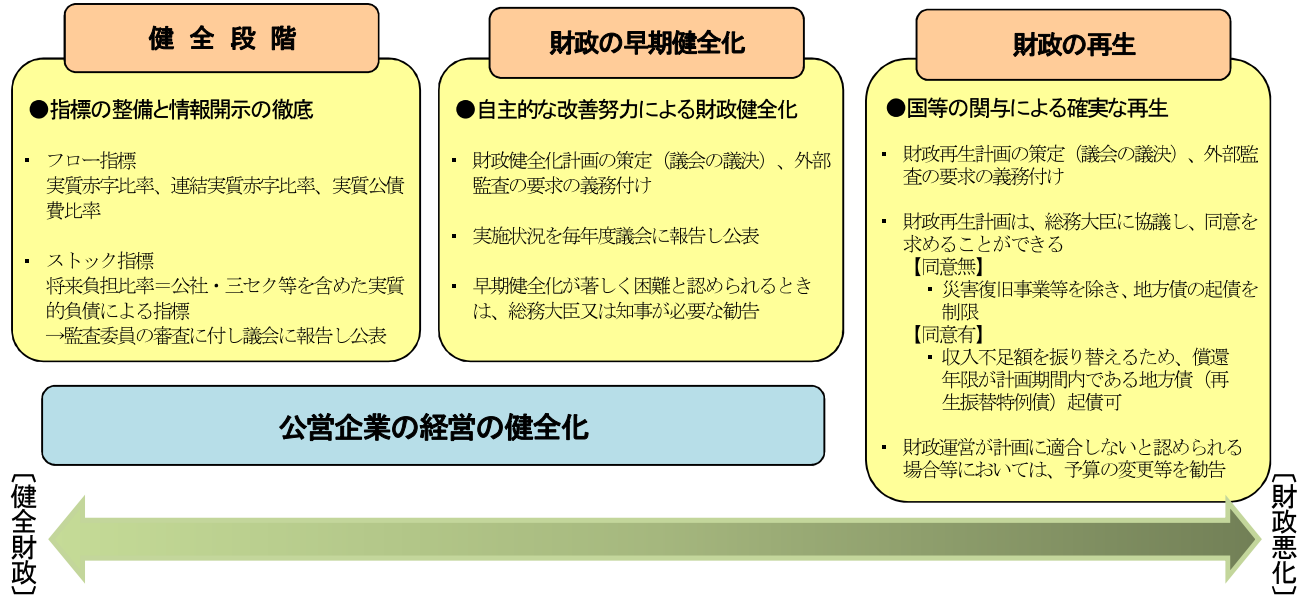 健全段階
●指標の整備と情報開示の徹底
・ フロー指標
実質赤字比率、連結実質赤字比率、実質公債
費比率
・ ストック指標
将来負担比率＝公社・三セク等を含めた実質
的負債による指標
→監査委員の審査に付し議会に報告し公表
財政の早期健全化
●自主的な改善努力による財政健全化
・ 財政健全化計画の策定（議会の議決）、外部
監査の要求の義務付け
・ 実施状況を毎年度議会に報告し公表
・ 早期健全化が著しく困難と認められるとき
は、総務大臣又は知事が必要な勧告
財政の再生
●国等の関与による確実な再生
・ 財政再生計画の策定（議会の議決）、外部監
査の要求の義務付け
・ 財政再生計画は、総務大臣に協議し、同意を
求めることができる
【同意無】
・ 災害復旧事業等を除き、地方債の起債を
制限
【同意有】
・ 収入不足額を振り替えるため、償還
年限が計画期間内である地方債（再
生振替特例債）起債可
・ 財政運営が計画に適合しないと認められる
場合等においては、予算の変更等を勧告
公営企業の経営の健全化
〔健全財政〕
〔財政悪化〕